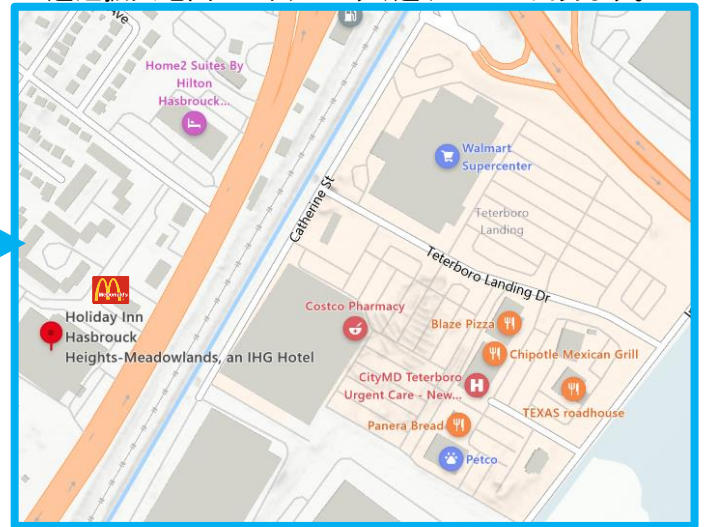 Ave
Home2 Suites By
Hilton
Hasbrouck...
Walmart
Supercenter
Catherine St
Teterboro
Landing
Teterboro Landing Dr
McDonald's
Holiday Inn
Hasbrouck
Heights-Meadowlands, an IHG Hotel
Costco Pharmacy
Blaze Pizza
Chipotle Mexican Grill
CityMD Teterboro
Urgent Care - New...
TEXAS roadhouse
Panera Bread
Petco